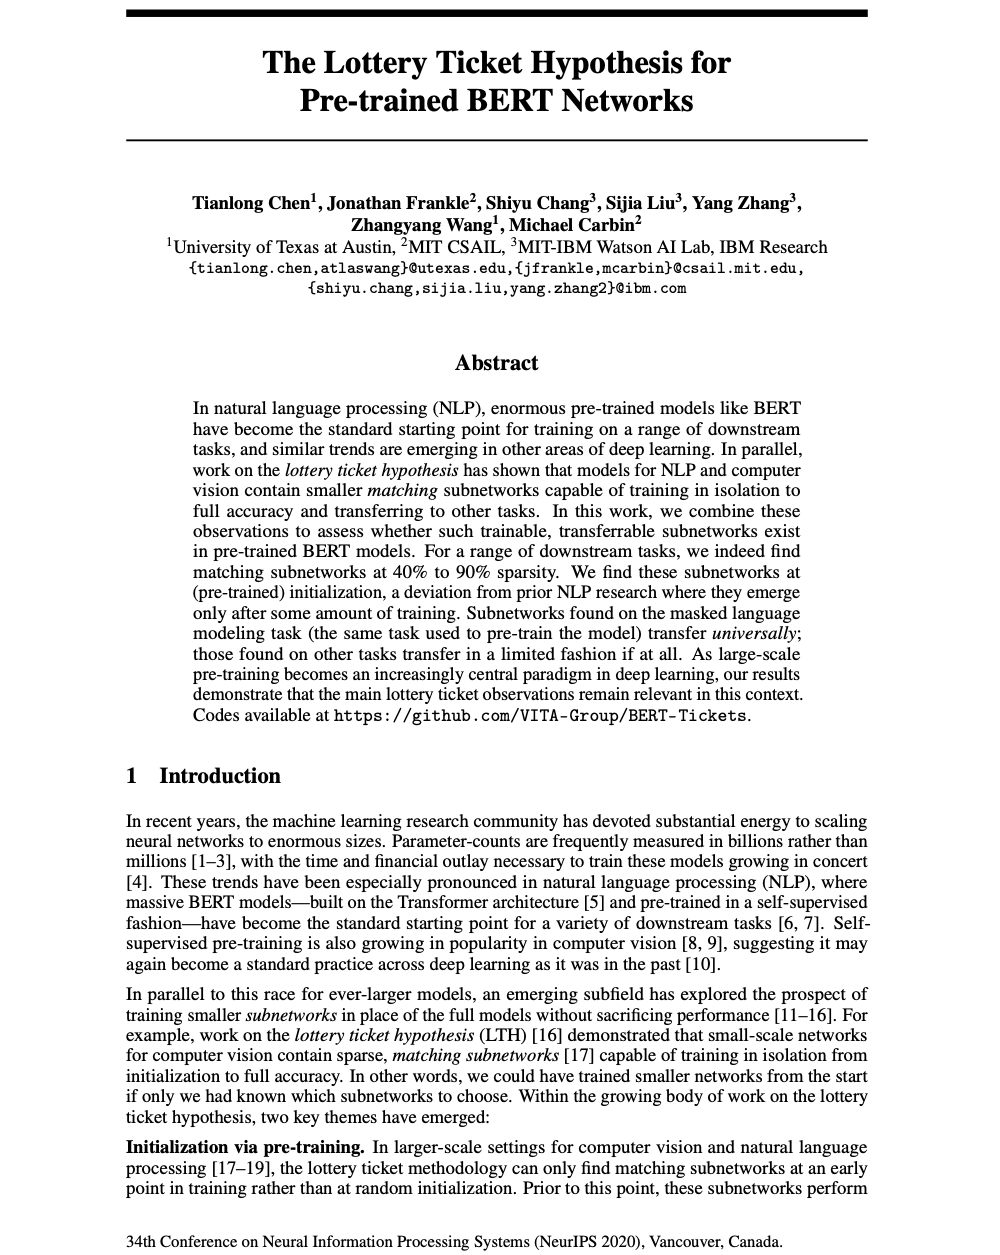 The Lottery Ticket Hypothesis for
Pre-trained BERT Networks
Tianlong Chen1, Jonathan Frankle2, Shiyu Chang3, Sijia Liu3, Yang Zhang3,
Zhangyang Wang1, Michael Carbin2
1University of Texas at Austin, 2MIT CSAIL, 3MIT-IBM Watson AI Lab, IBM Research
{tianlong.chen,atlaswang}@utexas.edu,{jfrankle,mcarbin}@csail.mit.edu,
{shiyu.chang,sijia.liu,yang.zhang2}@ibm.com
Abstract
In natural language processing (NLP), enormous pre-trained models like BERT
have become the standard starting point for training on a range of downstream
tasks, and similar trends are emerging in other areas of deep learning. In parallel,
work on the lottery ticket hypothesis has shown that models for NLP and computer
vision contain smaller matching subnetworks capable of training in isolation to
full accuracy and transferring to other tasks. In this work, we combine these
observations to assess whether such trainable, transferrable subnetworks exist
in pre-trained BERT models. For a range of downstream tasks, we indeed find
matching subnetworks at 40% to 90% sparsity. We find these subnetworks at
(pre-trained) initialization, a deviation from prior NLP research where they emerge
only after some amount of training. Subnetworks found on the masked language
modeling task (the same task used to pre-train the model) transfer universally;
those found on other tasks transfer in a limited fashion if at all. As large-scale
pre-training becomes an increasingly central paradigm in deep learning, our results
demonstrate that the main lottery ticket observations remain relevant in this context.
Codes available at https://github.com/VITA-Group/BERT-Tickets.
1 Introduction
In recent years, the machine learning research community has devoted substantial energy to scaling
neural networks to enormous sizes. Parameter-counts are frequently measured in billions rather than
millions [1–3], with the time and financial outlay necessary to train these models growing in concert
[4]. These trends have been especially pronounced in natural language processing (NLP), where
massive BERT models—built on the Transformer architecture [5] and pre-trained in a self-supervised
fashion—have become the standard starting point for a variety of downstream tasks [6, 7]. Self-
supervised pre-training is also growing in popularity in computer vision [8, 9], suggesting it may
again become a standard practice across deep learning as it was in the past [10].
In parallel to this race for ever-larger models, an emerging subfield has explored the prospect of
training smaller subnetworks in place of the full models without sacrificing performance [11–16]. For
example, work on the lottery ticket hypothesis (LTH) [16] demonstrated that small-scale networks
for computer vision contain sparse, matching subnetworks [17] capable of training in isolation from
initialization to full accuracy. In other words, we could have trained smaller networks from the start
if only we had known which subnetworks to choose. Within the growing body of work on the lottery
ticket hypothesis, two key themes have emerged:
Initialization via pre-training. In larger-scale settings for computer vision and natural language
processing [17–19], the lottery ticket methodology can only find matching subnetworks at an early
point in training rather than at random initialization. Prior to this point, these subnetworks perform
34th Conference on Neural Information Processing Systems (NeurIPS 2020), Vancouver, Canada.